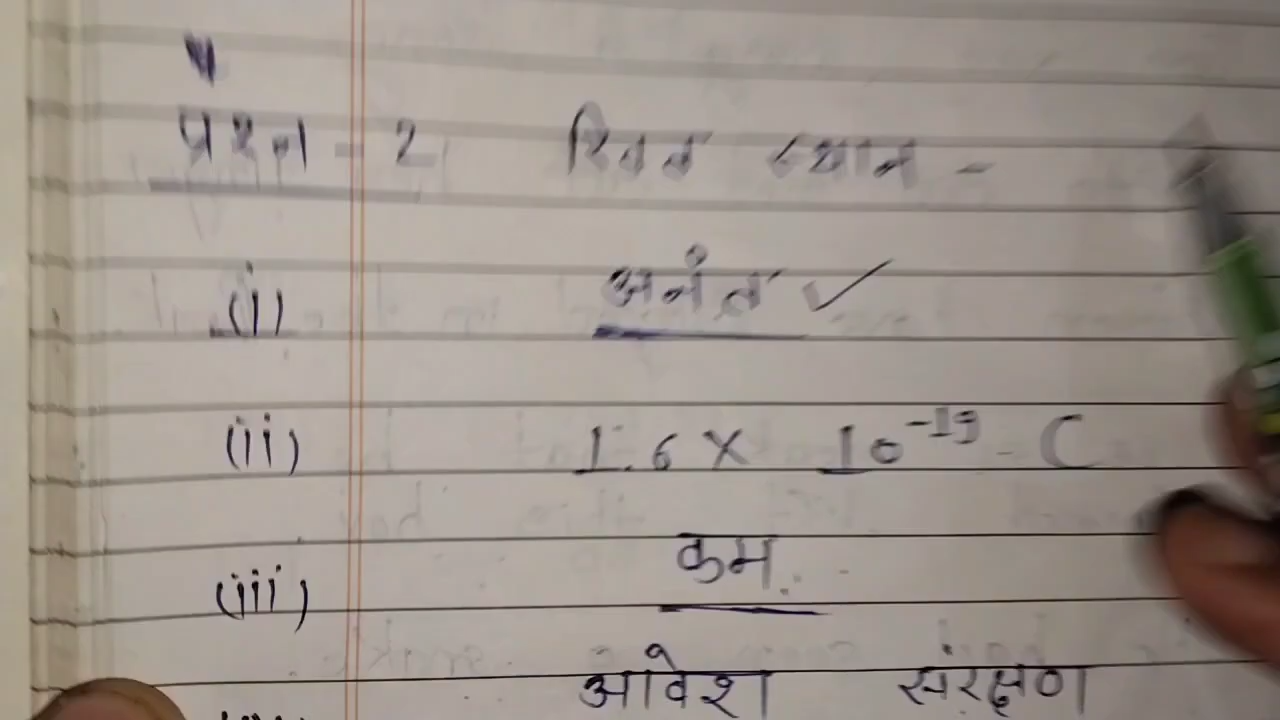 प्रश्न - 2 रिक्त स्थान -
(i) अनंत ✓
(ii) 1.6 × 10⁻¹⁹ C
(iii) कम
आवेश संरक्षण